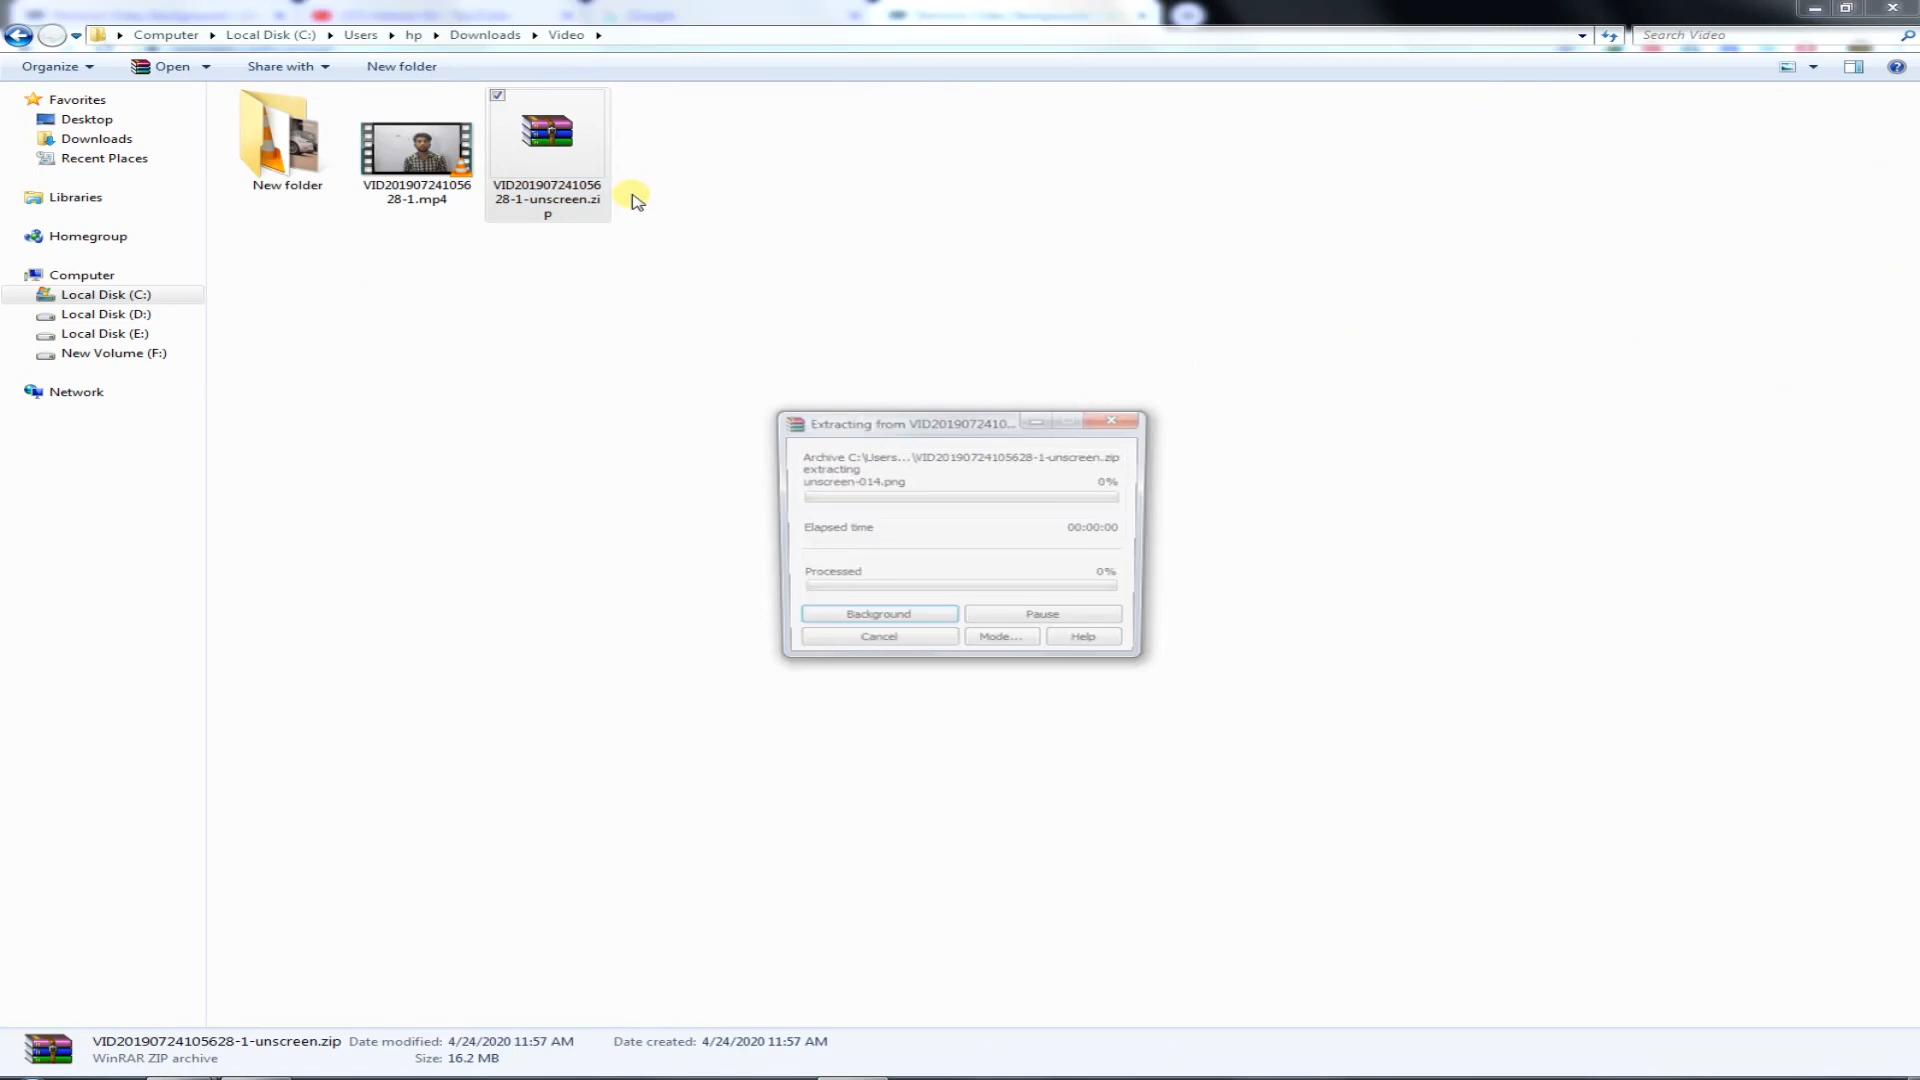 Computer Local Disk (C:) Users hp Downloads Video
Search Video
Organize Open Share with New folder
Favorites
Desktop
Downloads
Recent Places
Libraries
Homegroup
Computer
Local Disk (C:)
Local Disk (D:)
Local Disk (E:)
New Volume (F:)
Network
New folder
VID201907241056
28-1.mp4
VID201907241056
28-1-unscreen.zi
p
Extracting from VID2019072410...
Archive C:\Users...\VID20190724105628-1-unscreen.zip
extracting
unscreen-014.png 0%
Elapsed time 00:00:00
Processed 0%
Background Pause
Cancel Mode... Help
VID20190724105628-1-unscreen.zip Date modified: 4/24/2020 11:57 AM Date created: 4/24/2020 11:57 AM
WinRAR ZIP archive Size: 16.2 MB